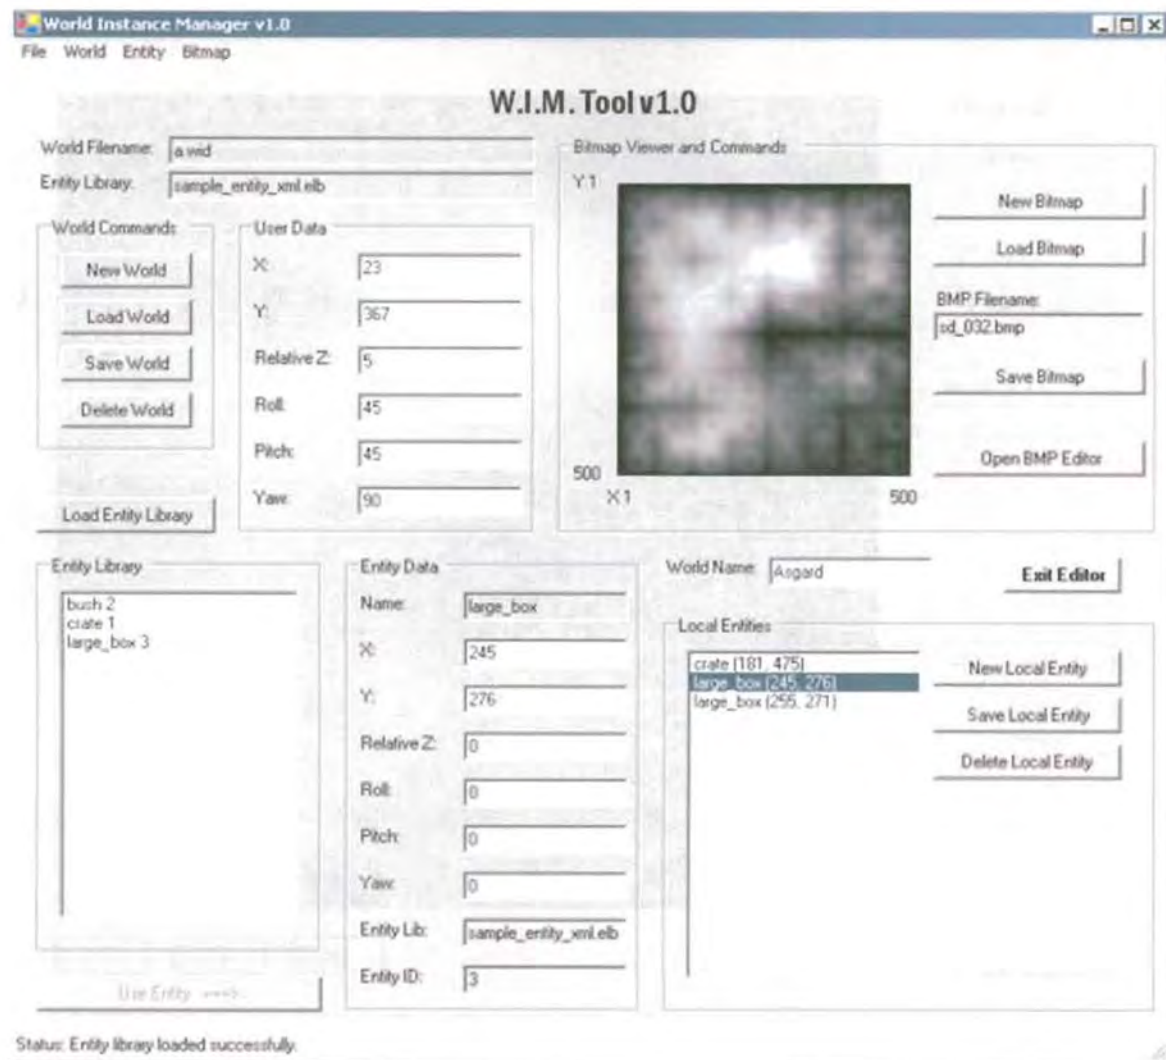 World Instance Manager v1.0
File World Entity Bitmap
W.I.M. Tool v1.0
World Filename: a.wid
Entity Library: sample_entity_xml.elb
World Commands
New World
Load World
Save World
Delete World
Load Entity Library
User Data
X: 23
Y: 367
Relative Z: 5
Roll: 45
Pitch: 45
Yaw: 90
Bitmap Viewer and Commands
Y 1
500
X 1
500
New Bitmap
Load Bitmap
BMP Filename:
sd_032.bmp
Save Bitmap
Open BMP Editor
Entity Library
bush 2
crate 1
large_box 3
Use Entity ---->
Entity Data
Name: large_box
X: 245
Y: 276
Relative Z: 0
Roll: 0
Pitch: 0
Yaw: 0
Entity Lib: sample_entity_xml.elb
Entity ID: 3
World Name: Asgard
Exit Editor
Local Entities
crate (181, 475)
large_box (245, 276)
large_box (255, 271)
New Local Entity
Save Local Entity
Delete Local Entity
Status: Entity library loaded successfully.